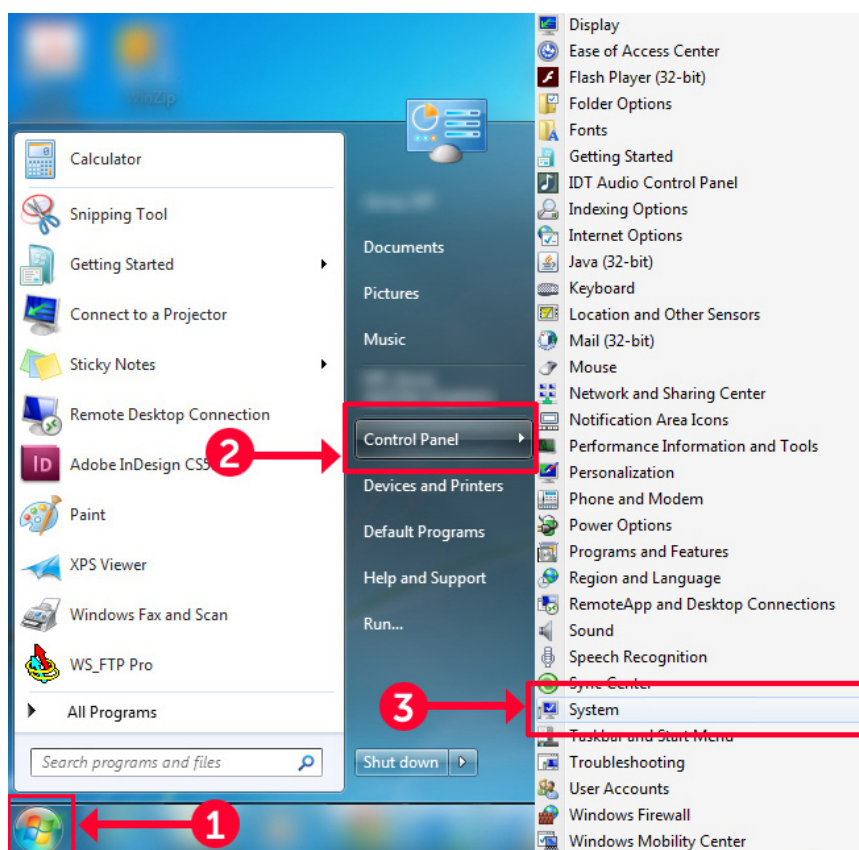 WinZip
Calculator
Snipping Tool
Getting Started
Connect to a Projector
Sticky Notes
Remote Desktop Connection
Adobe InDesign CS5
Paint
XPS Viewer
Windows Fax and Scan
WS_FTP Pro
All Programs
Search programs and files
1
Documents
Pictures
Music
2
Control Panel
Devices and Printers
Default Programs
Help and Support
Run...
3
Shut down
Display
Ease of Access Center
Flash Player (32-bit)
Folder Options
Fonts
Getting Started
IDT Audio Control Panel
Indexing Options
Internet Options
Java (32-bit)
Keyboard
Location and Other Sensors
Mail (32-bit)
Mouse
Network and Sharing Center
Notification Area Icons
Performance Information and Tools
Personalization
Phone and Modem
Power Options
Programs and Features
Region and Language
RemoteApp and Desktop Connections
Sound
Speech Recognition
Sync Center
System
Taskbar and Start Menu
Troubleshooting
User Accounts
Windows Firewall
Windows Mobility Center